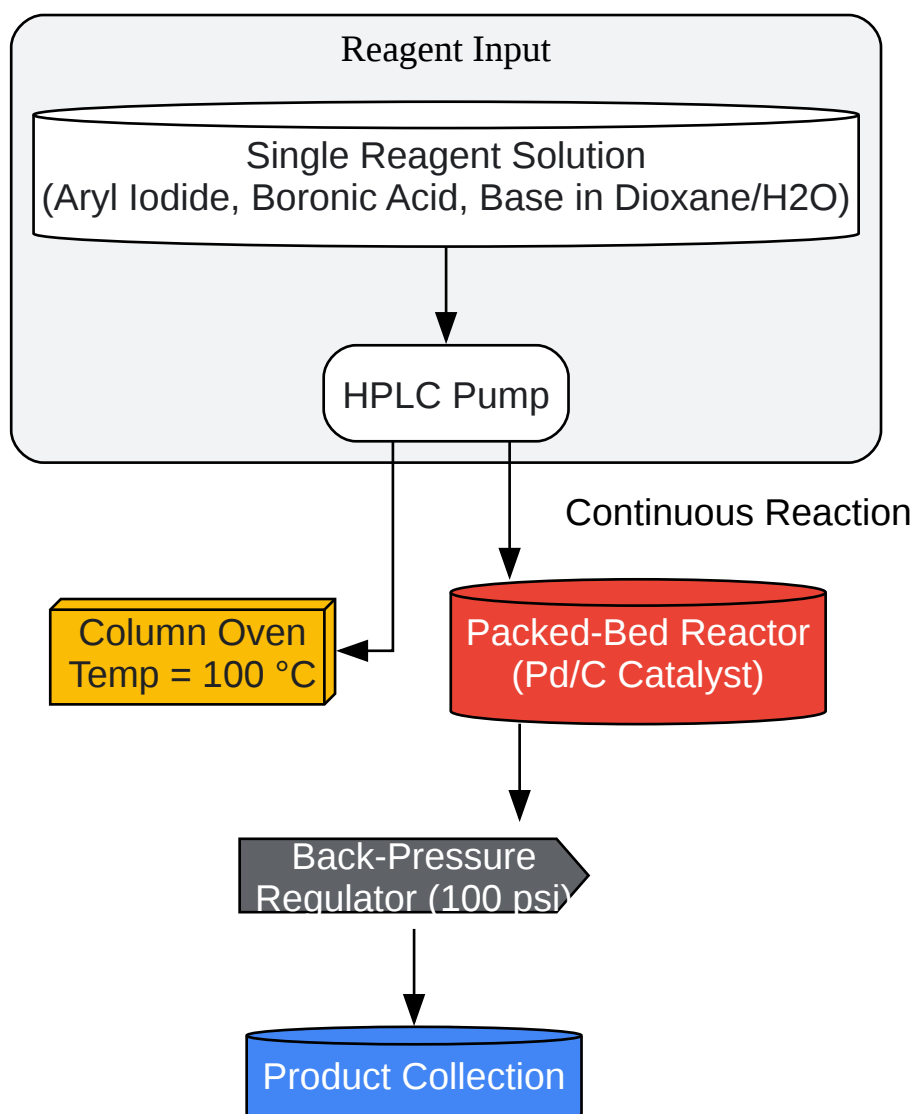 Reagent Input
Single Reagent Solution
(Aryl Iodide, Boronic Acid, Base in Dioxane/H2O)
HPLC Pump
Continuous Reaction
Column Oven
Temp = 100 °C
Packed-Bed Reactor
(Pd/C Catalyst)
Back-Pressure
Regulator (100 psi)
Product Collection